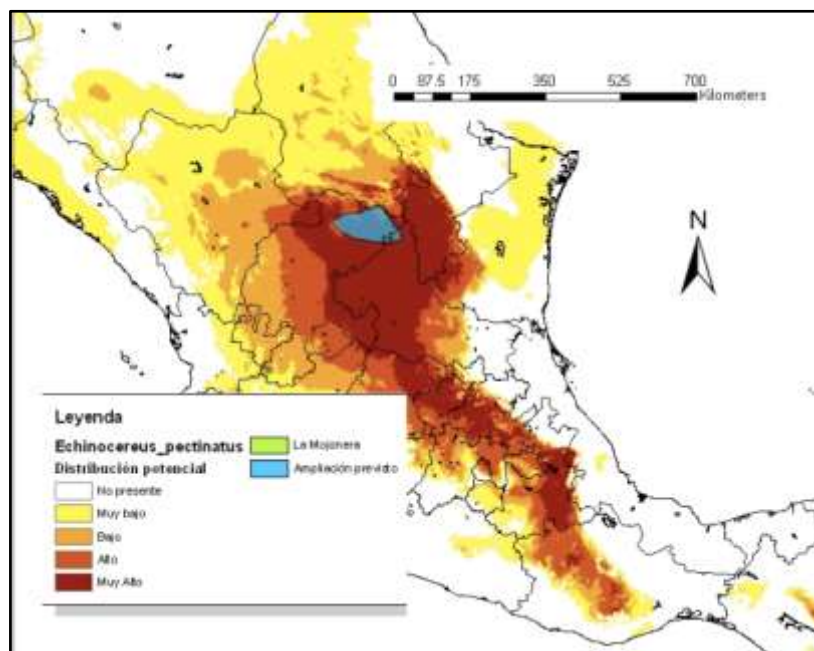 0 87.5 175 350 525 700
Kilometers
N
Leyenda
Echinocereus_pectinatus
Distribución potencial
No presente
Muy bajo
Bajo
Alto
Muy Alto
La Mojonera
Ampliación previsto